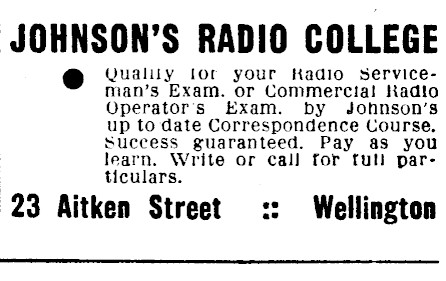 JOHNSON'S RADIO COLLEGE
● Qualify for your Radio Service-
man's Exam. or Commercial Radio
Operator's Exam. by Johnson's
up to date Correspondence Course.
Success guaranteed. Pay as you
learn. Write or call for full par-
ticulars.
23 Aitken Street :: Wellington